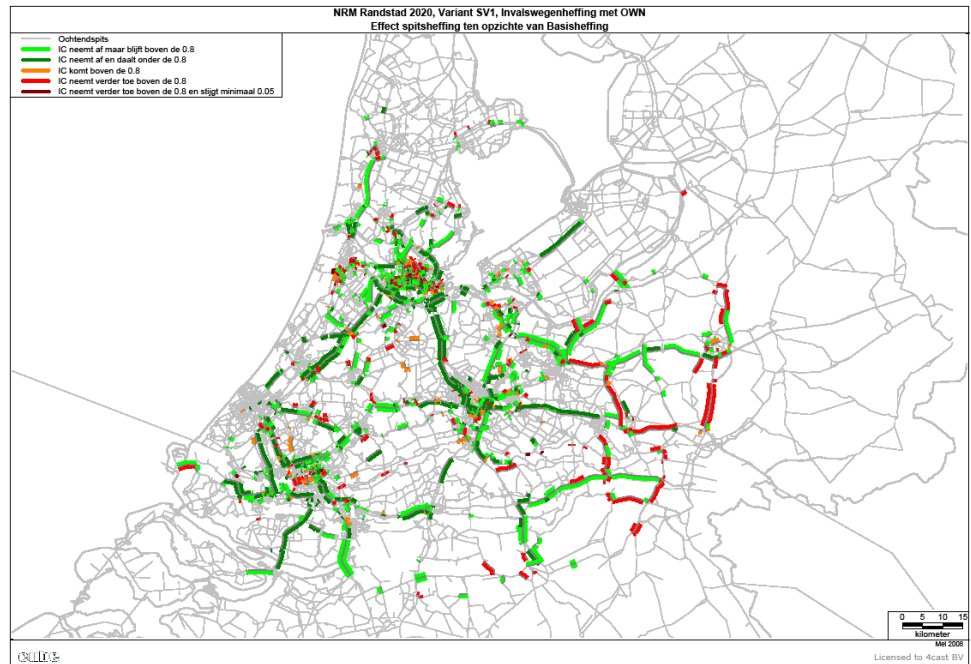 NRM Randstad 2020, Variant SV1, Invalswegenheffing met OWN
Effect spitsheffing ten opzichte van Basisheffing
Ochtendspits
IC neemt af maar blijft boven de 0.8
IC neemt af en daalt onder de 0.8
IC komt boven de 0.8
IC neemt verder toe boven de 0.8
IC neemt verder toe boven de 0.8 en stijgt minimaal 0.05
0 5 10 15
kilometer
Mei 2008
cube
Licensed to 4cast BV